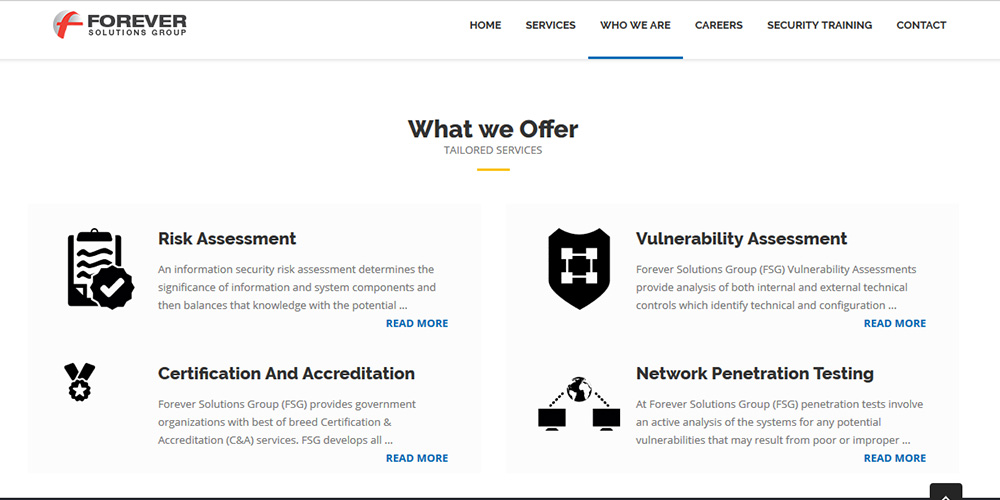 FOREVER
SOLUTIONS GROUP
HOME SERVICES WHO WE ARE CAREERS SECURITY TRAINING CONTACT
What we Offer
TAILORED SERVICES
Risk Assessment
An information security risk assessment determines the
significance of information and system components and
then balances that knowledge with the potential ...
READ MORE
Vulnerability Assessment
Forever Solutions Group (FSG) Vulnerability Assessments
provide analysis of both internal and external technical
controls which identify technical and configuration ...
READ MORE
Certification And Accreditation
Forever Solutions Group (FSG) provides government
organizations with best of breed Certification &
Accreditation (C&A) services. FSG develops all ...
READ MORE
Network Penetration Testing
At Forever Solutions Group (FSG) penetration tests involve
an active analysis of the systems for any potential
vulnerabilities that may result from poor or improper ...
READ MORE